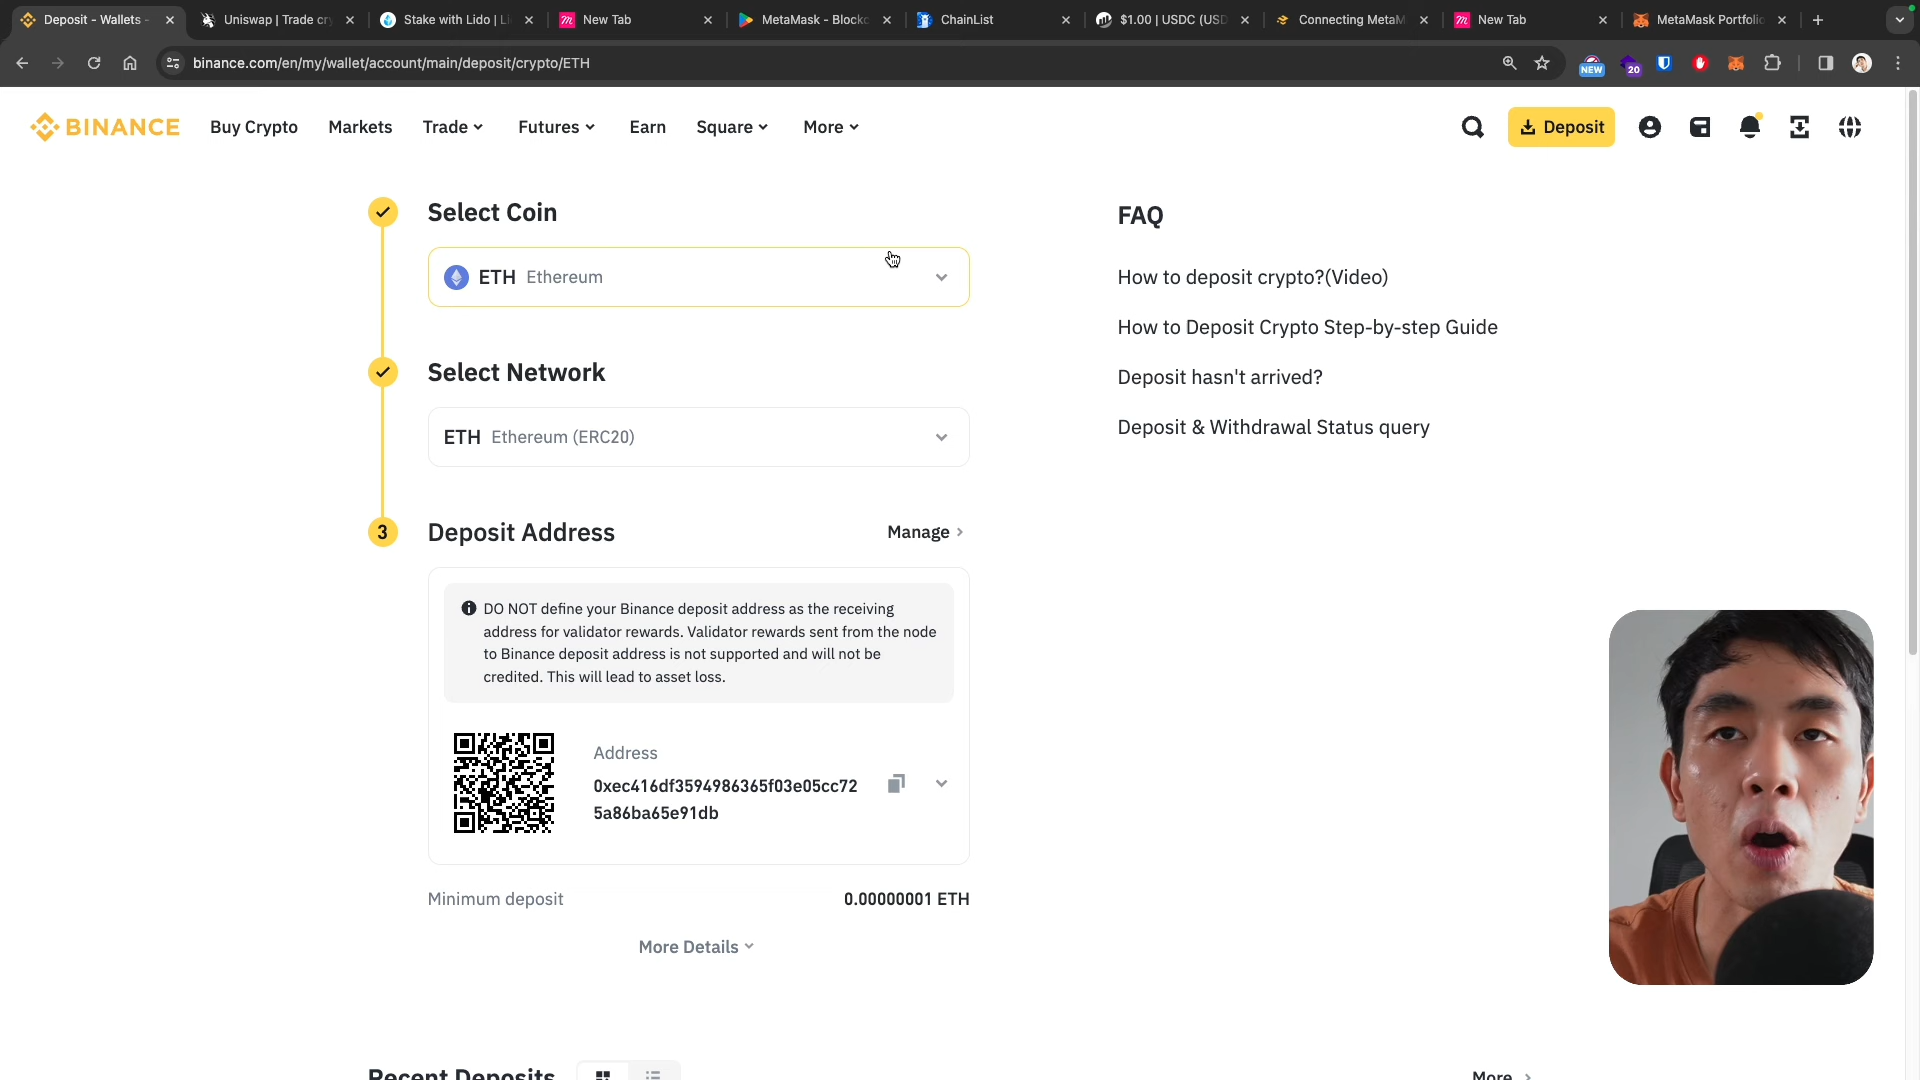 Deposit - Wallets -
Uniswap | Trade cry
Stake with Lido | Li
New Tab
MetaMask - Blockc
ChainList
$1.00 | USDC (USD
Connecting MetaM
New Tab
MetaMask Portfolio
binance.com/en/my/wallet/account/main/deposit/crypto/ETH
NEW
20
BINANCE
Buy Crypto
Markets
Trade
Futures
Earn
Square
More
Deposit
Select Coin
ETH Ethereum
Select Network
ETH Ethereum (ERC20)
3
Deposit Address
Manage
DO NOT define your Binance deposit address as the receiving
address for validator rewards. Validator rewards sent from the node
to Binance deposit address is not supported and will not be
credited. This will lead to asset loss.
Address
0xec416df3594986365f03e05cc72
5a86ba65e91db
Minimum deposit
0.00000001 ETH
More Details
FAQ
How to deposit crypto?(Video)
How to Deposit Crypto Step-by-step Guide
Deposit hasn't arrived?
Deposit & Withdrawal Status query
Recent Deposits
More